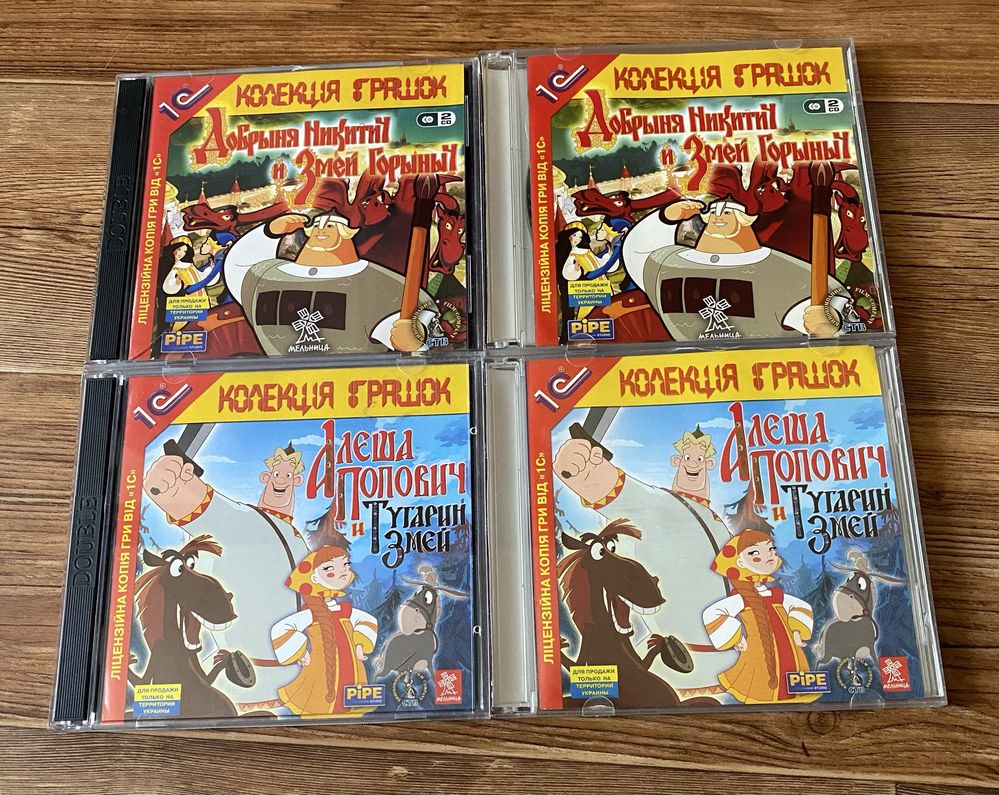 1С
КОЛЕКЦІЯ ІГРАШОК
Добрыня Никитич
и Змей Горыныч
2
CD
ЛІЦЕНЗІЙНА КОПІЯ ГРИ ВІД «1С»
DOUBLE
ДЛЯ ПРОДАЖИ
ТОЛЬКО НА
ТЕРРИТОРИИ
УКРАИНЫ
PIPE
STUDIO
МЕЛЬНИЦА
СТВ
1С
КОЛЕКЦІЯ ІГРАШОК
Добрыня Никитич
и Змей Горыныч
2
CD
ЛІЦЕНЗІЙНА КОПІЯ ГРИ ВІД «1С»
ДЛЯ ПРОДАЖИ
ТОЛЬКО НА
ТЕРРИТОРИИ
УКРАИНЫ
PIPE
STUDIO
МЕЛЬНИЦА
СТВ
1С
КОЛЕКЦІЯ ІГРАШОК
Алеша
Попович
и Тугарин
Змей
ЛІЦЕНЗІЙНА КОПІЯ ГРИ ВІД «1С»
DOUBLE
ДЛЯ ПРОДАЖИ
ТОЛЬКО НА
ТЕРРИТОРИИ
УКРАИНЫ
PIPE
STUDIO
СТВ
МЕЛЬНИЦА
1С
КОЛЕКЦІЯ ІГРАШОК
Алеша
Попович
и Тугарин
Змей
ЛІЦЕНЗІЙНА КОПІЯ ГРИ ВІД «1С»
ДЛЯ ПРОДАЖИ
ТОЛЬКО НА
ТЕРРИТОРИИ
УКРАИНЫ
PIPE
STUDIO
СТВ
МЕЛЬНИЦА